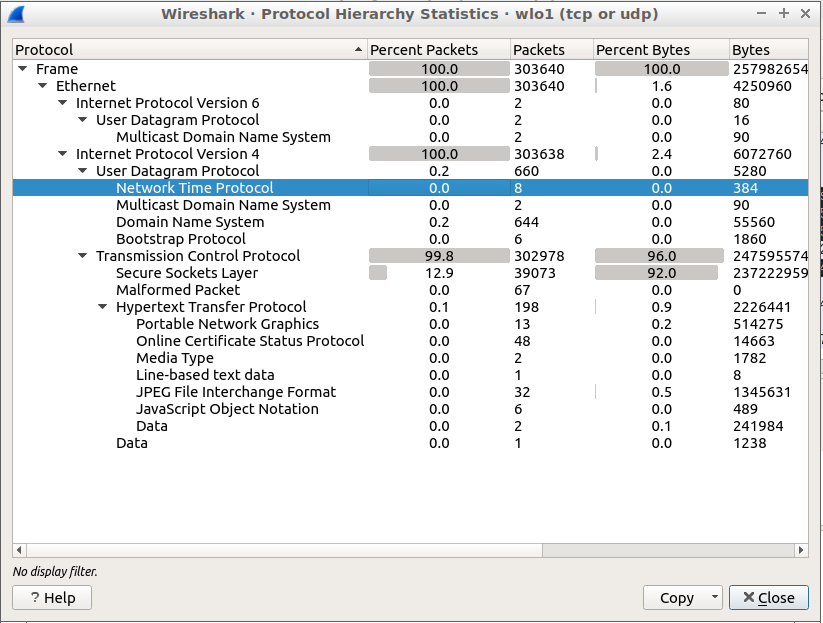 Wireshark · Protocol Hierarchy Statistics · wlo1 (tcp or udp)
Protocol Percent Packets Packets Percent Bytes Bytes
Frame 100.0 303640 100.0 257982654
Ethernet 100.0 303640 1.6 4250960
Internet Protocol Version 6 0.0 2 0.0 80
User Datagram Protocol 0.0 2 0.0 16
Multicast Domain Name System 0.0 2 0.0 90
Internet Protocol Version 4 100.0 303638 2.4 6072760
User Datagram Protocol 0.2 660 0.0 5280
Network Time Protocol 0.0 8 0.0 384
Multicast Domain Name System 0.0 2 0.0 90
Domain Name System 0.2 644 0.0 55560
Bootstrap Protocol 0.0 6 0.0 1860
Transmission Control Protocol 99.8 302978 96.0 247595574
Secure Sockets Layer 12.9 39073 92.0 237222959
Malformed Packet 0.0 67 0.0 0
Hypertext Transfer Protocol 0.1 198 0.9 2226441
Portable Network Graphics 0.0 13 0.2 514275
Online Certificate Status Protocol 0.0 48 0.0 14663
Media Type 0.0 2 0.0 1782
Line-based text data 0.0 1 0.0 8
JPEG File Interchange Format 0.0 32 0.5 1345631
JavaScript Object Notation 0.0 6 0.0 489
Data 0.0 2 0.1 241984
Data 0.0 1 0.0 1238
No display filter.
? Help Copy Close